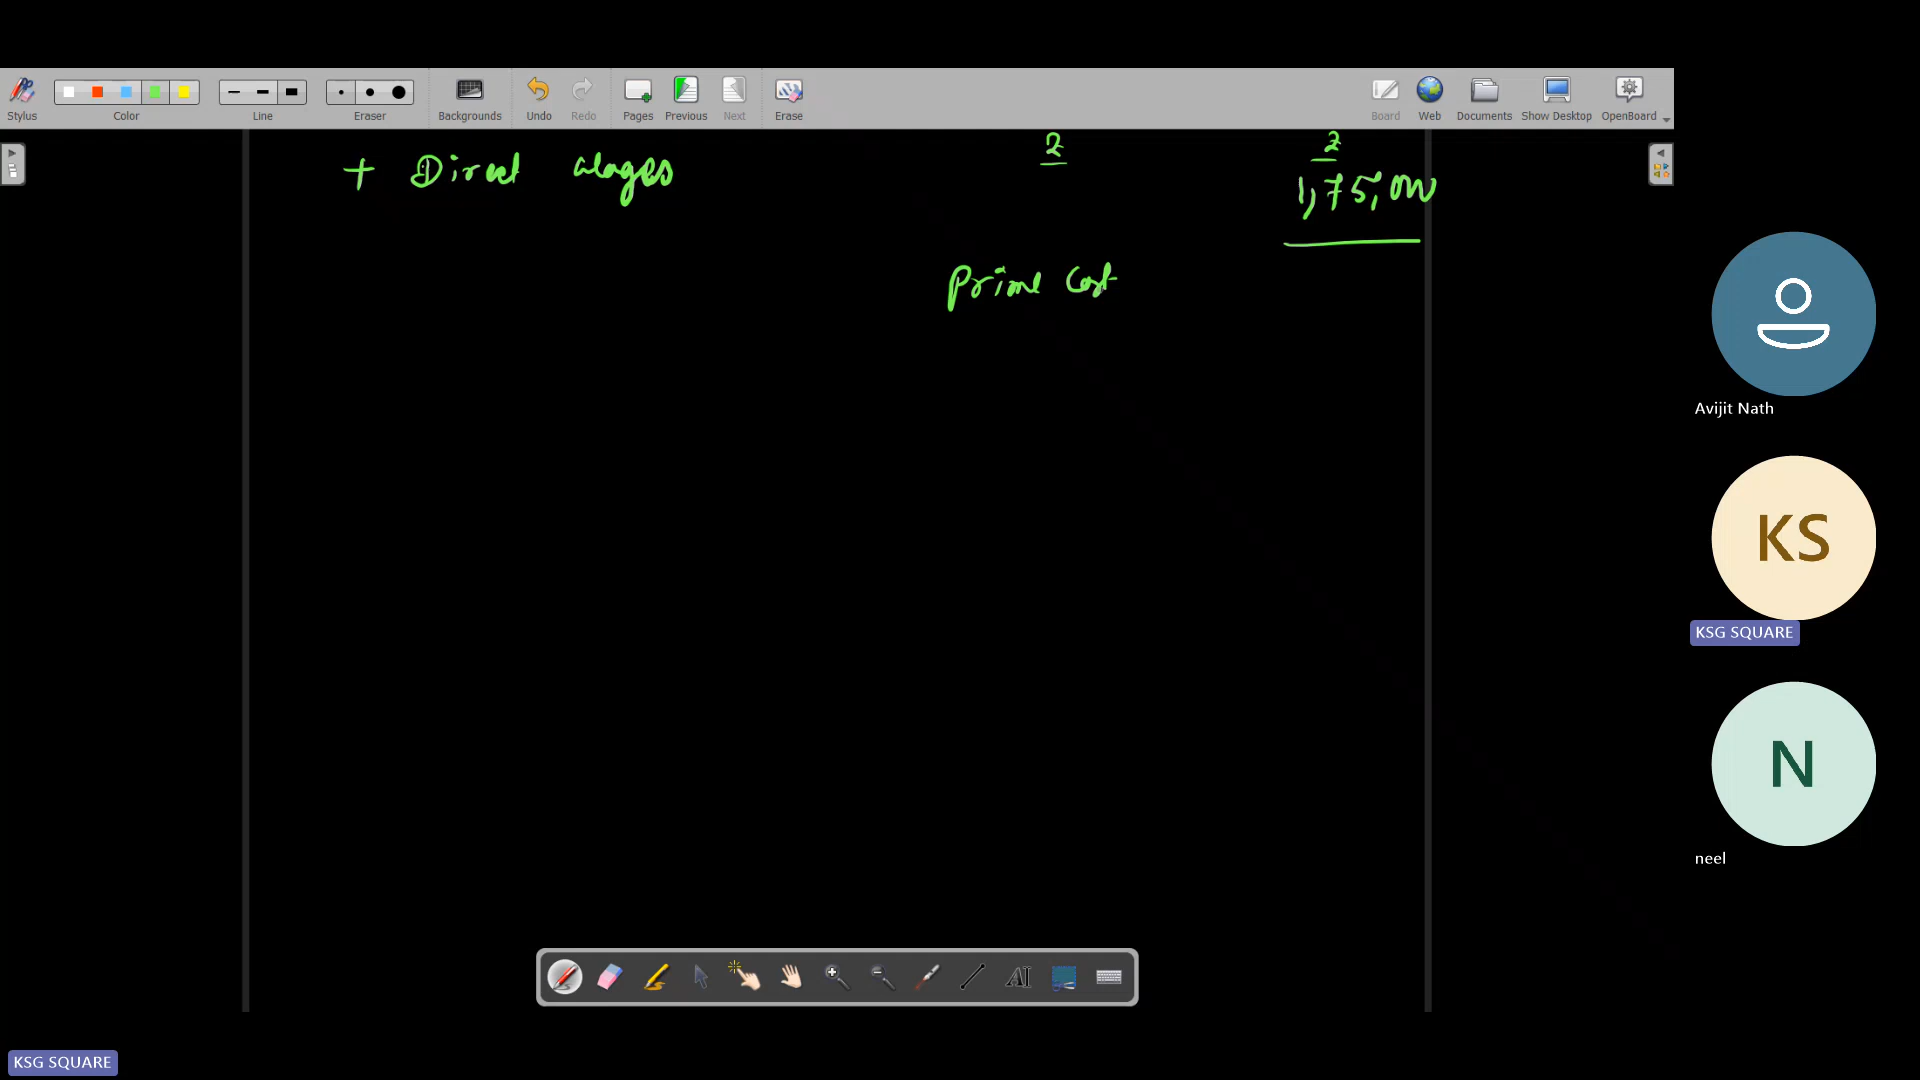 Stylus
Color
Line
Eraser
Backgrounds
Undo
Redo
Pages
Previous
Next
Erase
Board
Web
Documents
Show Desktop
OpenBoard
₹ ₹
+ Direct Wages 1,75,000
Prime Cost
Avijit Nath
KS
KSG SQUARE
N
neel
AI
KSG SQUARE